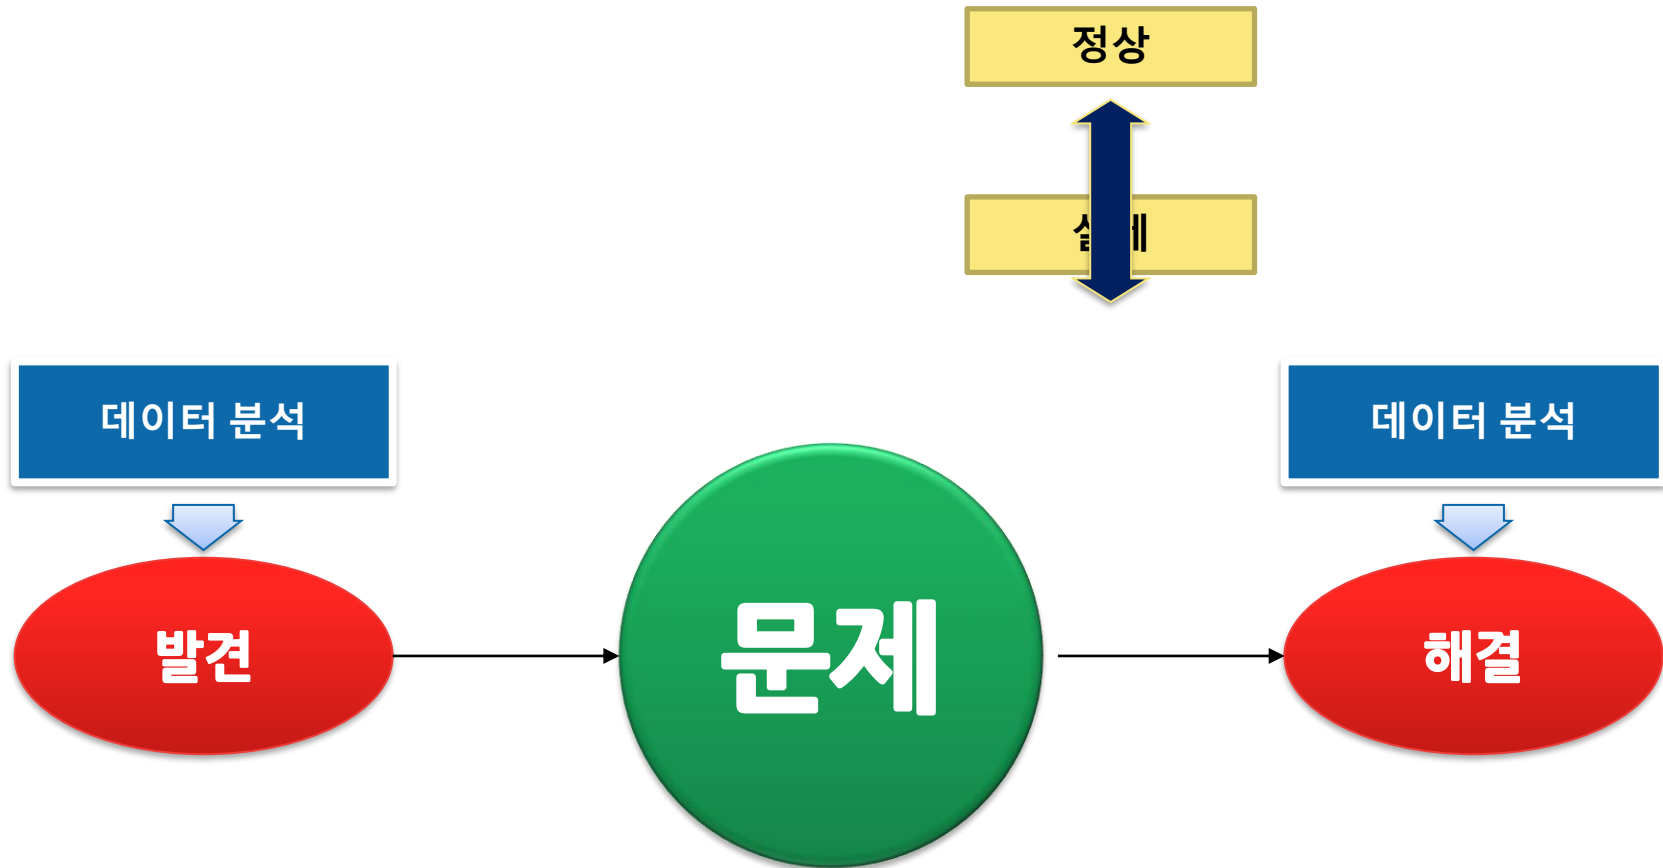 정상
데이터 분석
데이터 분석
발견
문제
해결